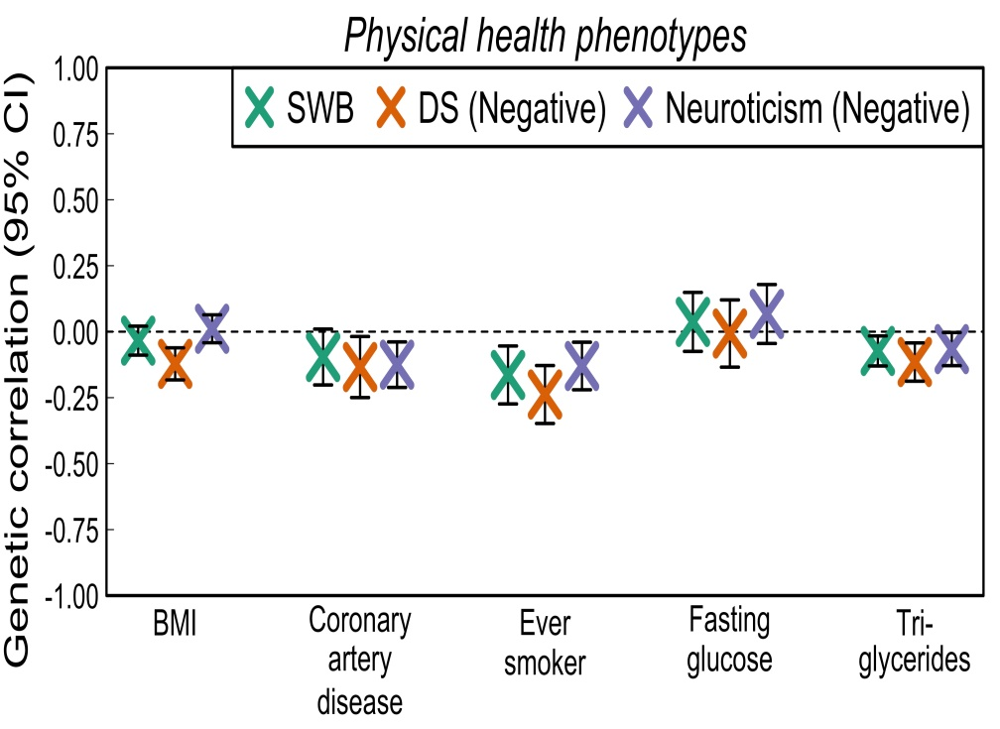 Physical health phenotypes
Genetic correlation (95% CI)
SWB DS (Negative) Neuroticism (Negative)
1.00
0.75
0.50
0.25
0.00
-0.25
-0.50
-0.75
-1.00
BMI
Coronary
artery
disease
Ever
smoker
Fasting
glucose
Tri-
glycerides